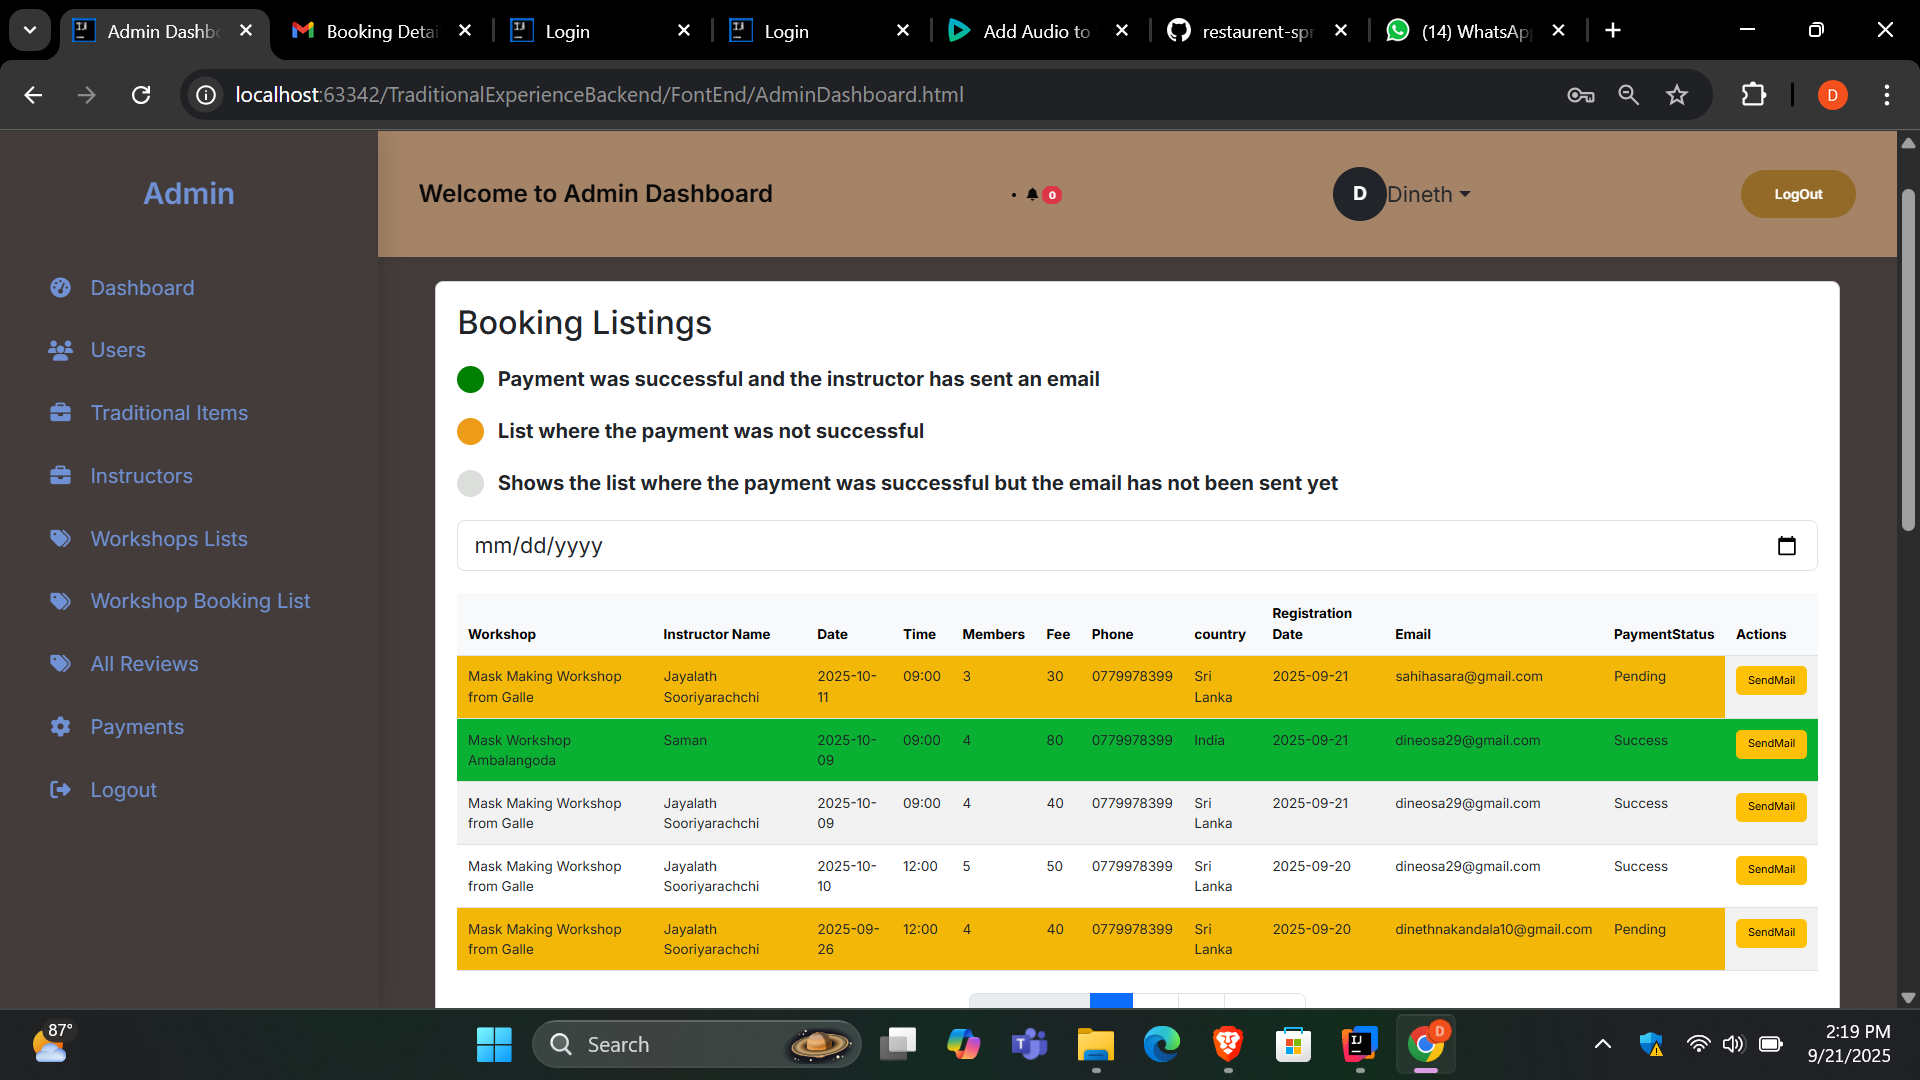 Admin Dashb
Booking Detai
Login
Login
Add Audio to
restaurent-spr
(14) WhatsApp
localhost:63342/TraditionalExperienceBackend/FontEnd/AdminDashboard.html
D
Admin
Dashboard
Users
Traditional Items
Instructors
Workshops Lists
Workshop Booking List
All Reviews
Payments
Logout
Welcome to Admin Dashboard
0
D Dineth
LogOut
Booking Listings
Payment was successful and the instructor has sent an email
List where the payment was not successful
Shows the list where the payment was successful but the email has not been sent yet
mm/dd/yyyy
Workshop Instructor Name Date Time Members Fee Phone country Registration Date Email PaymentStatus Actions
Mask Making Workshop from Galle Jayalath Sooriyarachchi 2025-10-11 09:00 3 30 0779978399 Sri Lanka 2025-09-21 sahihasara@gmail.com Pending SendMail
Mask Workshop Ambalangoda Saman 2025-10-09 09:00 4 80 0779978399 India 2025-09-21 dineosa29@gmail.com Success SendMail
Mask Making Workshop from Galle Jayalath Sooriyarachchi 2025-10-09 09:00 4 40 0779978399 Sri Lanka 2025-09-21 dineosa29@gmail.com Success SendMail
Mask Making Workshop from Galle Jayalath Sooriyarachchi 2025-10-10 12:00 5 50 0779978399 Sri Lanka 2025-09-20 dineosa29@gmail.com Success SendMail
Mask Making Workshop from Galle Jayalath Sooriyarachchi 2025-09-26 12:00 4 40 0779978399 Sri Lanka 2025-09-20 dinethnakandala10@gmail.com Pending SendMail
87°
Search
D
2:19 PM
9/21/2025